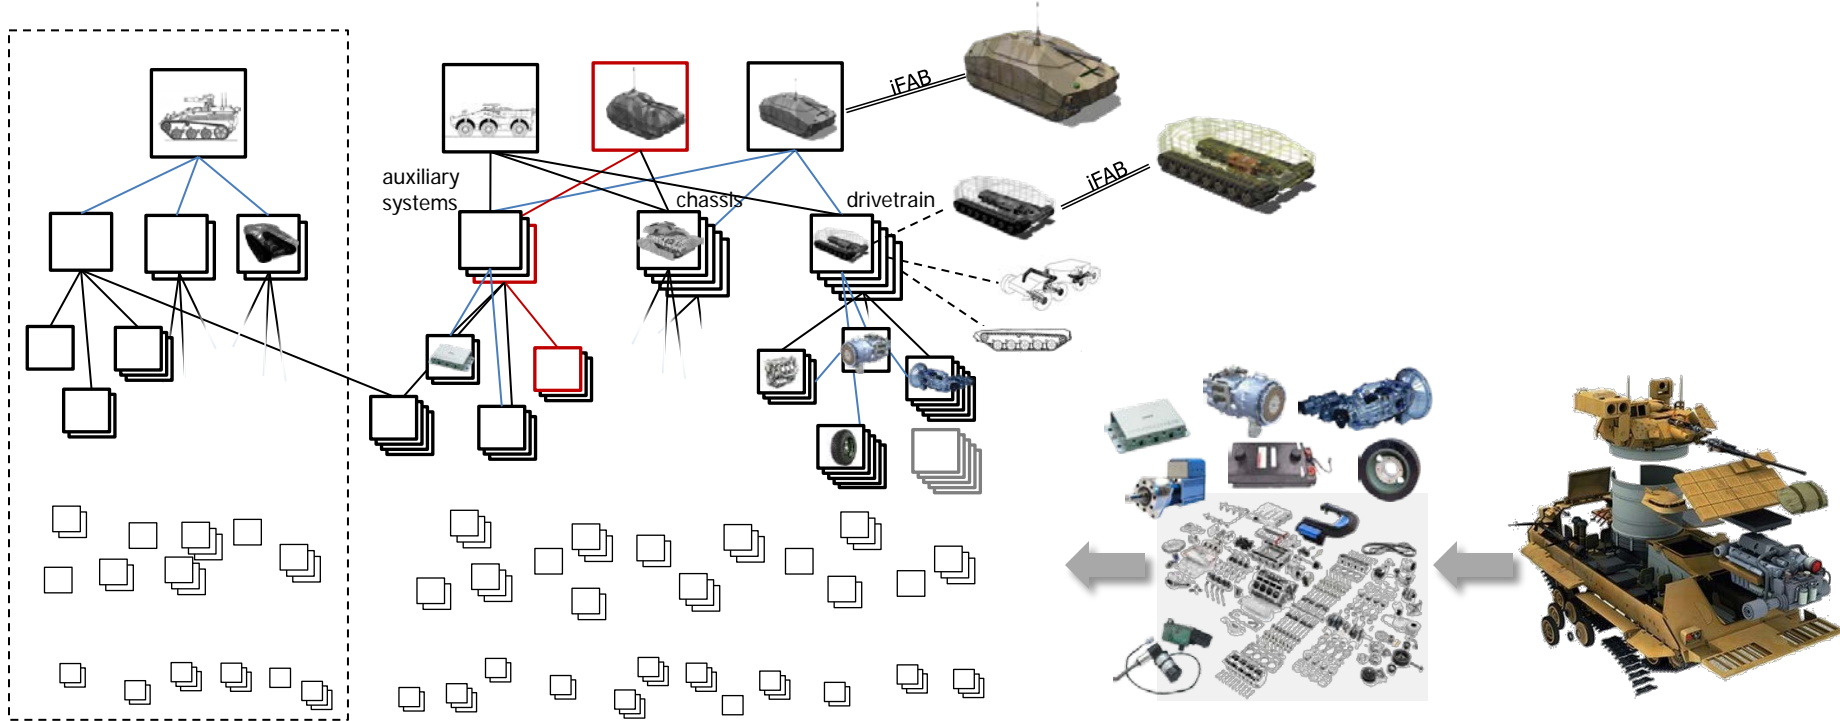 iFAB
iFAB
auxiliary
systems
chassis
drivetrain